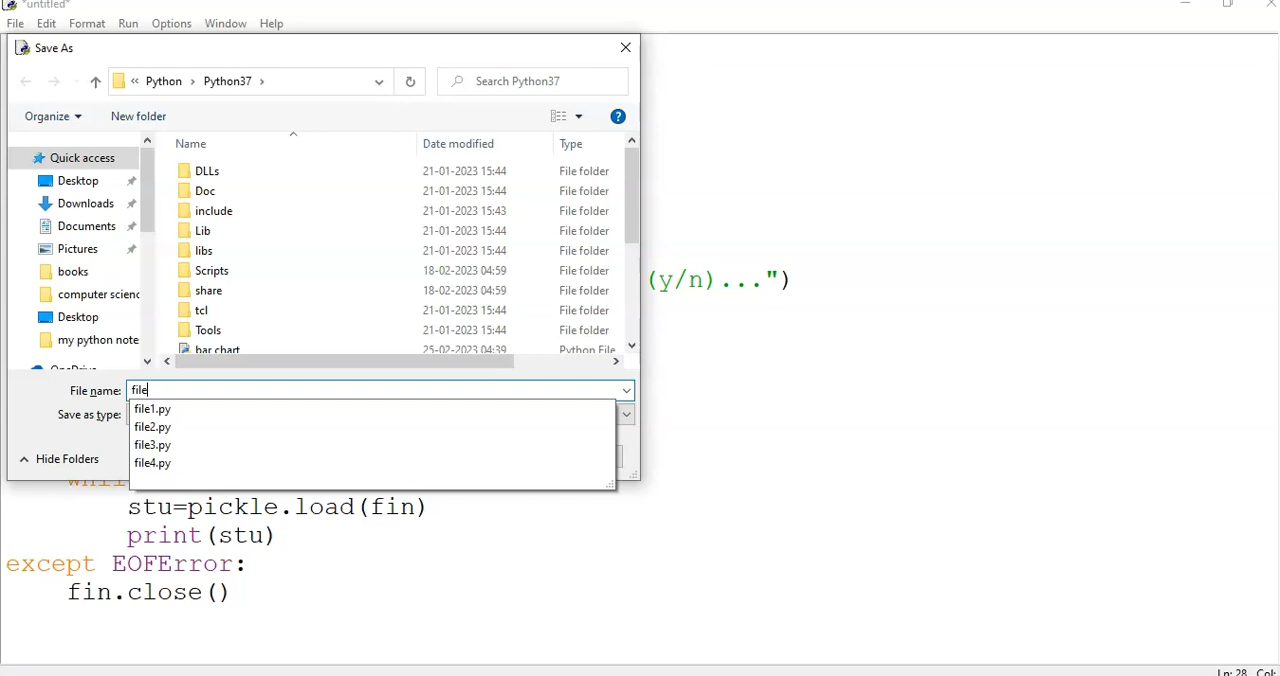 *untitled*
File Edit Format Run Options Window Help
Save As
« Python › Python37 ›
Search Python37
Organize
New folder
?
Name Date modified Type
Quick access
Desktop
Downloads
Documents
Pictures
books
computer scienc
Desktop
my python note
DLLs 21-01-2023 15:44 File folder
Doc 21-01-2023 15:44 File folder
include 21-01-2023 15:43 File folder
Lib 21-01-2023 15:44 File folder
libs 21-01-2023 15:44 File folder
Scripts 18-02-2023 04:59 File folder
share 18-02-2023 04:59 File folder
tcl 21-01-2023 15:44 File folder
Tools 21-01-2023 15:44 File folder
bar chart 25-02-2023 04:39 Python File
File name: file
Save as type:
file1.py
file2.py
file3.py
file4.py
Hide Folders
(y/n)...")
stu=pickle.load(fin)
print(stu)
except EOFError:
fin.close()
Ln: 28 Col: